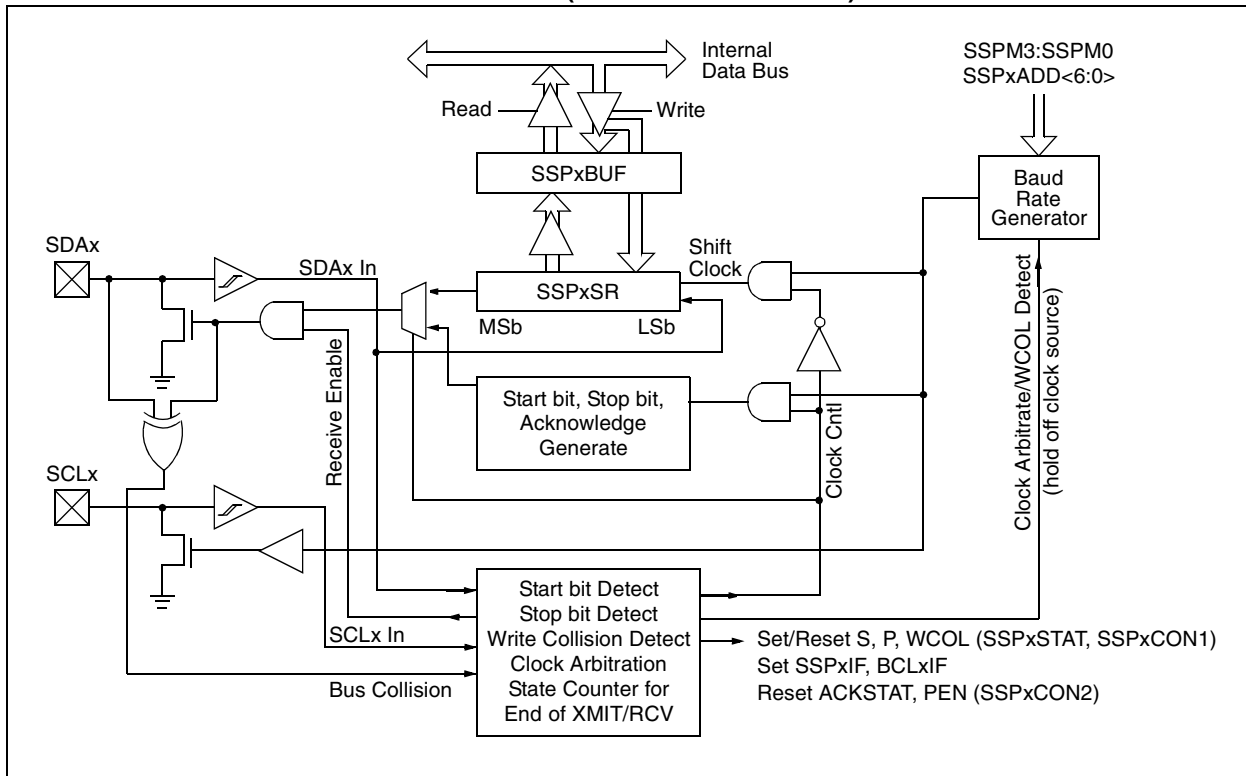 Internal
Data Bus
SSPM3:SSPM0
SSPxADD<6:0>
Read
Write
SSPxBUF
Baud
Rate
Generator
SDAx
SDAx In
Shift
Clock
SSPxSR
MSb
LSb
Receive Enable
Start bit, Stop bit,
Acknowledge
Generate
Clock Cntl
Clock Arbitrate/WCOL Detect
(hold off clock source)
SCLx
SCLx In
Bus Collision
Start bit Detect
Stop bit Detect
Write Collision Detect
Clock Arbitration
State Counter for
End of XMIT/RCV
Set/Reset S, P, WCOL (SSPxSTAT, SSPxCON1)
Set SSPxIF, BCLxIF
Reset ACKSTAT, PEN (SSPxCON2)